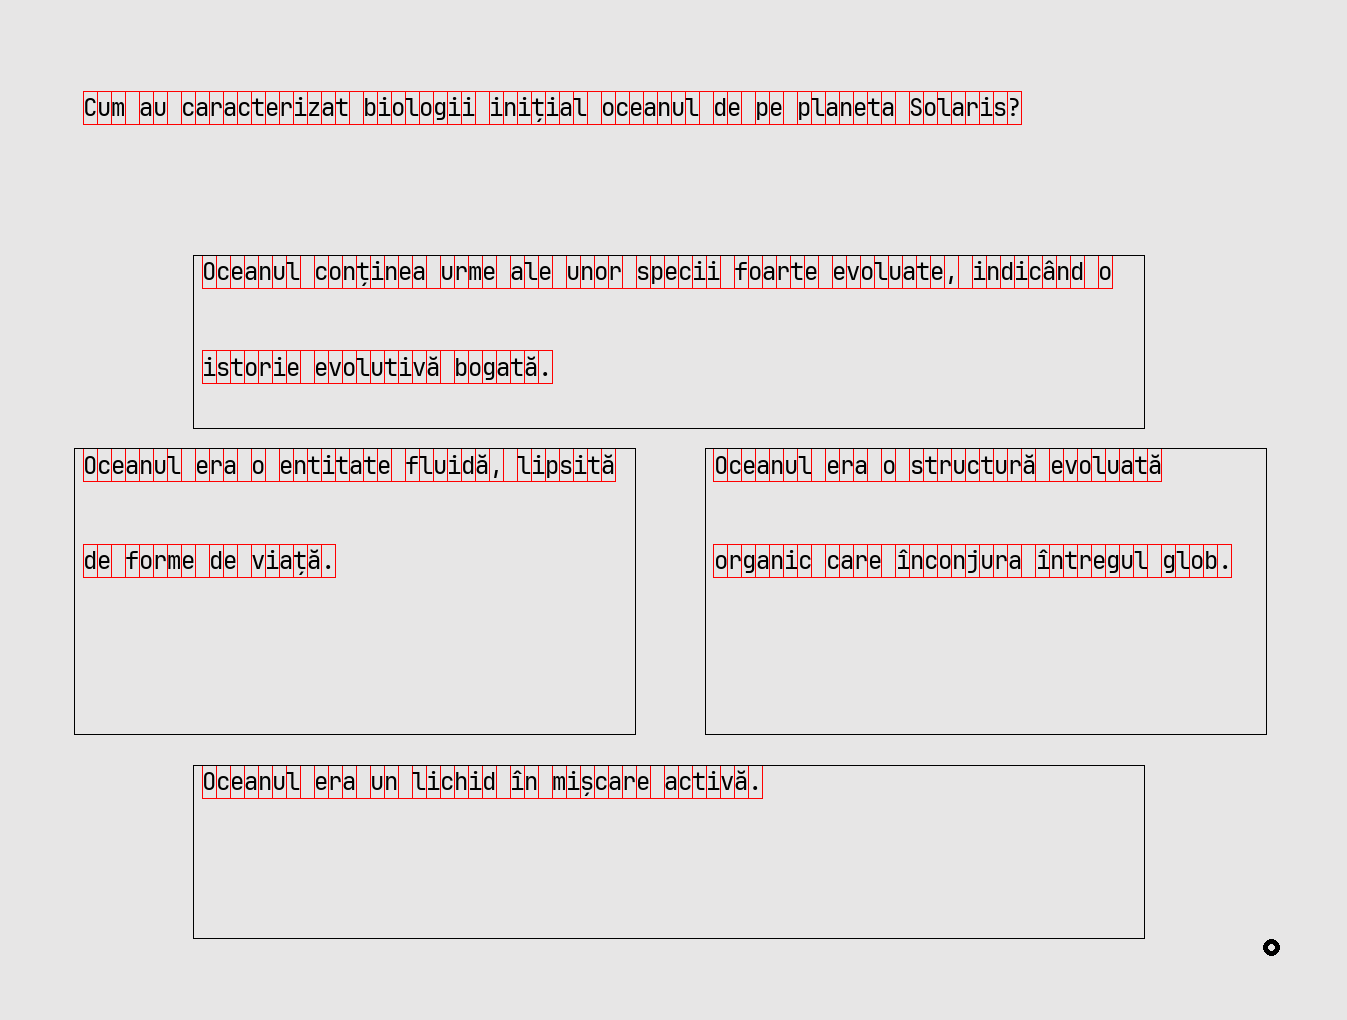 Cum au caracterizat biologii inițial oceanul de pe planeta Solaris?
Oceanul conținea urme ale unor specii foarte evoluate, indicând o
istorie evolutivă bogată.
Oceanul era o entitate fluidă, lipsită
de forme de viață.
Oceanul era o structură evoluată
organic care înconjura întregul glob.
Oceanul era un lichid în mișcare activă.